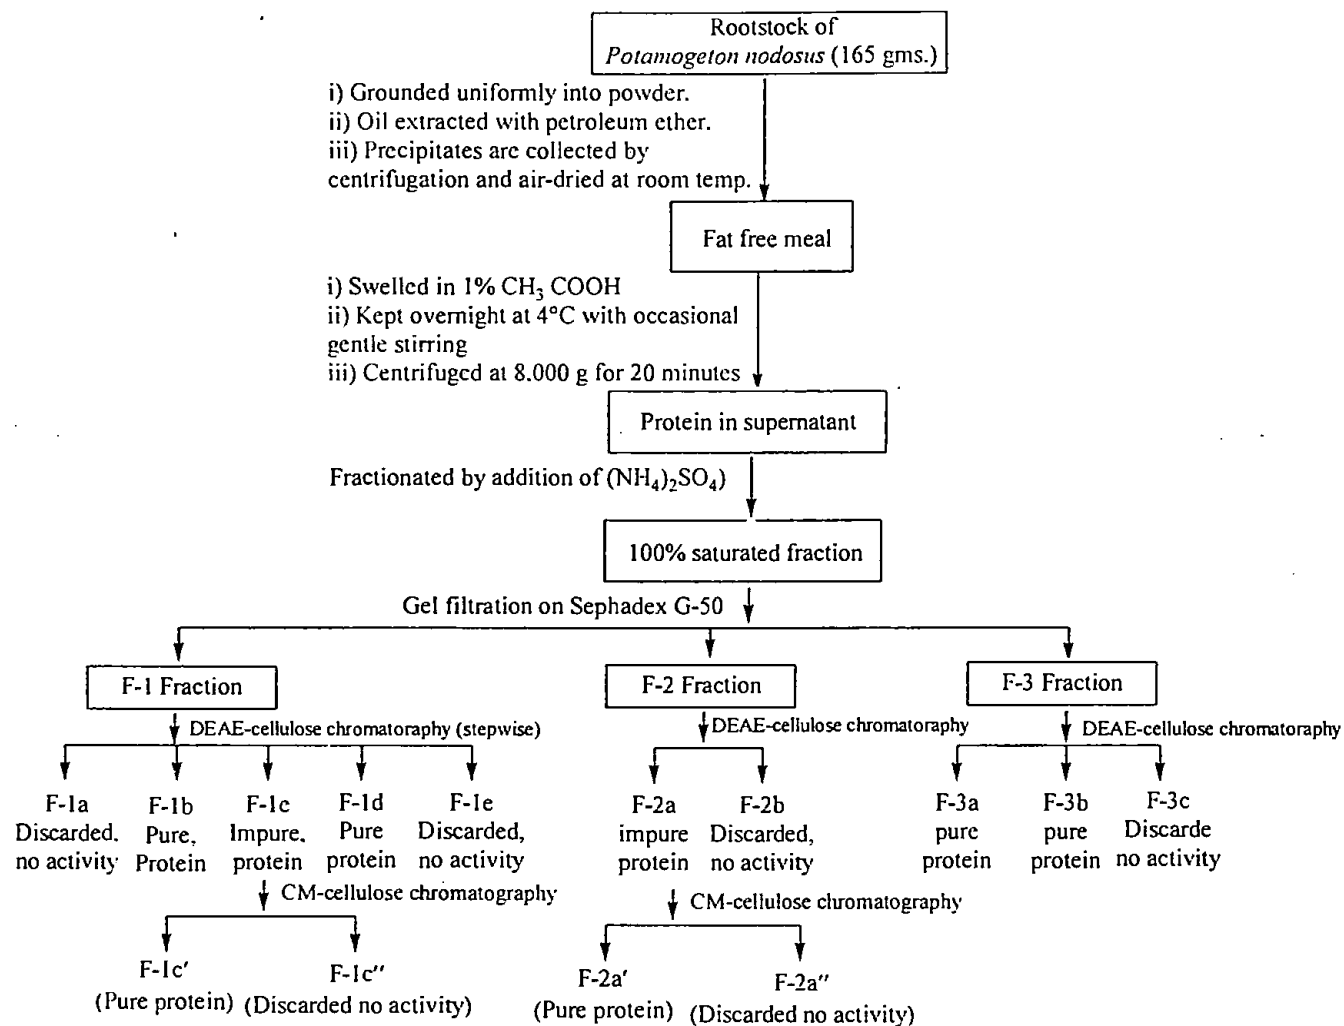 Rootstock of
Potamogeton nodosus (165 gms.)
i) Grounded uniformly into powder.
ii) Oil extracted with petroleum ether.
iii) Precipitates are collected by
centrifugation and air-dried at room temp.
Fat free meal
i) Swelled in 1% CH₃ COOH
ii) Kept overnight at 4°C with occasional
gentle stirring
iii) Centrifuged at 8.000 g for 20 minutes
Protein in supernatant
Fractionated by addition of (NH₄)₂SO₄)
100% saturated fraction
Gel filtration on Sephadex G-50
F-1 Fraction
F-2 Fraction
F-3 Fraction
DEAE-cellulose chromatoraphy (stepwise)
DEAE-cellulose chromatoraphy
DEAE-cellulose chromatoraphy
F-1a
Discarded.
no activity
F-1b
Pure,
Protein
F-1c
Impure,
protein
F-1d
Pure
protein
F-1e
Discarded,
no activity
F-2a
impure
protein
F-2b
Discarded,
no activity
F-3a
pure
protein
F-3b
pure
protein
F-3c
Discarde
no activity
CM-cellulose chromatography
CM-cellulose chromatography
F-1c′
(Pure protein)
F-1c″
(Discarded no activity)
F-2a′
(Pure protein)
F-2a″
(Discarded no activity)